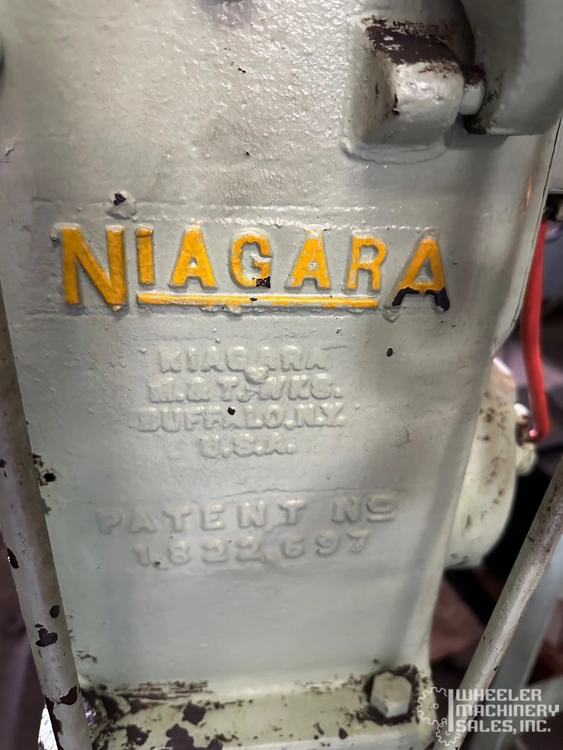 NIAGARA
NIAGARA
M.& T. WKS.
BUFFALO, N.Y.
U.S.A.
PATENT NO
1,822,697
WHEELER
MACHINERY
SALES, INC.